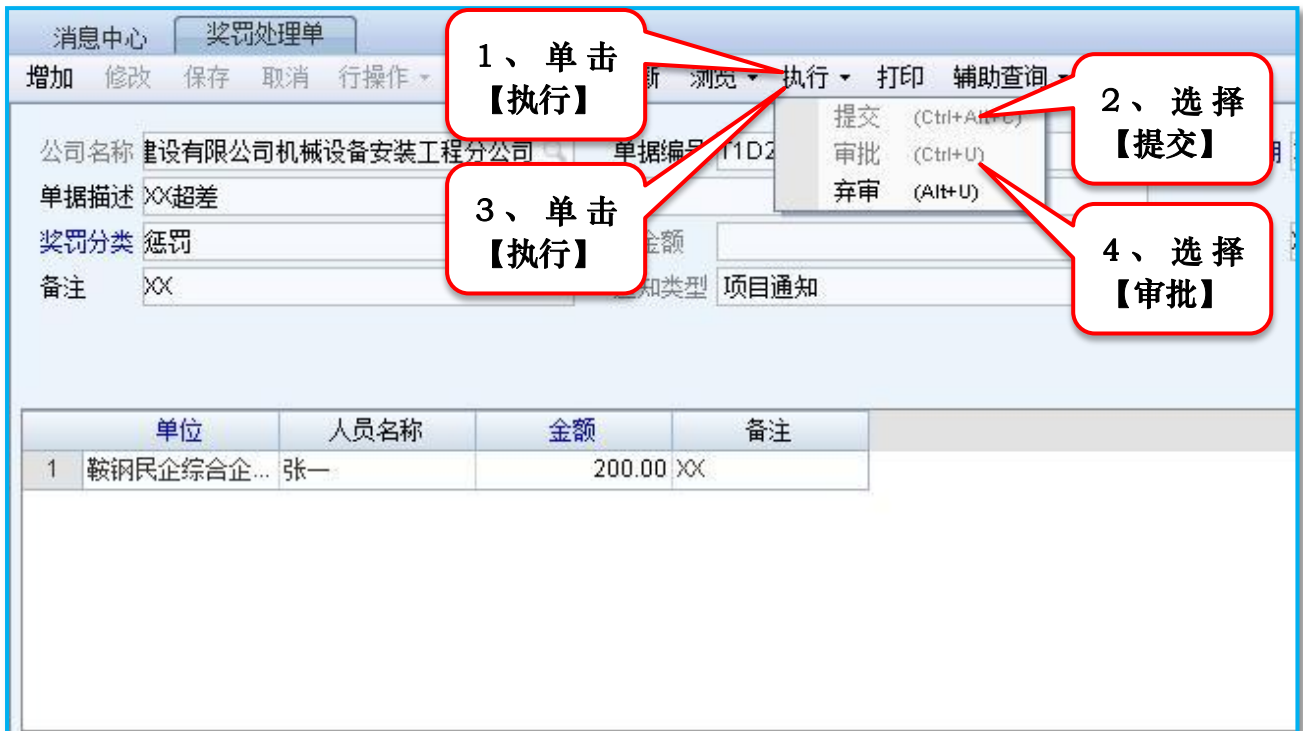 消息中心 奖罚处理单
增加 修改 保存 取消 行操作 浏览 执行 打印 辅助查询
1、单击
【执行】
提交
2、选择
【提交】
公司名称 建设有限公司机械设备安装工程分公司 单据编号
审批 (Ctrl+U)
单据描述 XX超差
弃审 (Alt+U)
3、单击
【执行】
奖罚分类 惩罚 金额
4、选择
【审批】
备注 XX 通知类型 项目通知
单位 人员名称 金额 备注
1 鞍钢民企综合企... 张一 200.00 XX